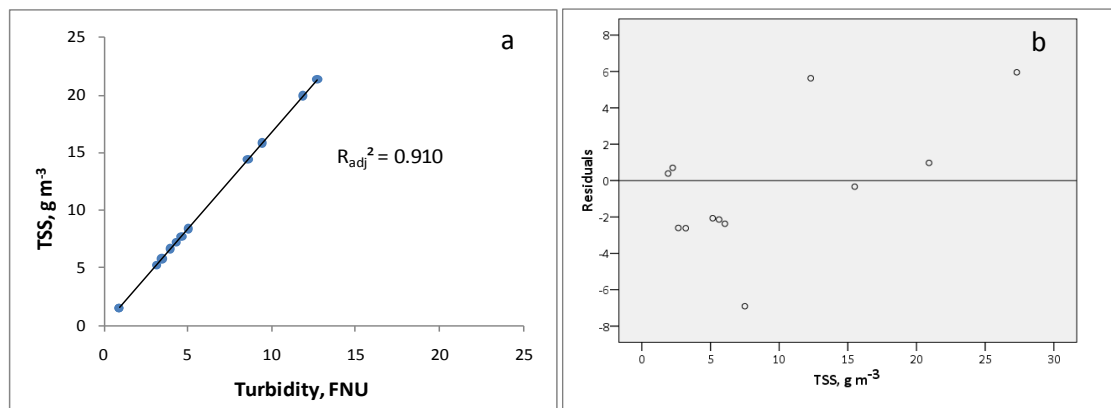 a
25
20
15
10
5
0
TSS, g m⁻³
R_adj² = 0.910
0 5 10 15 20 25
Turbidity, FNU
b
8
6
4
2
0
-2
-4
-6
-8
Residuals
0 5 10 15 20 25 30
TSS, g m⁻³